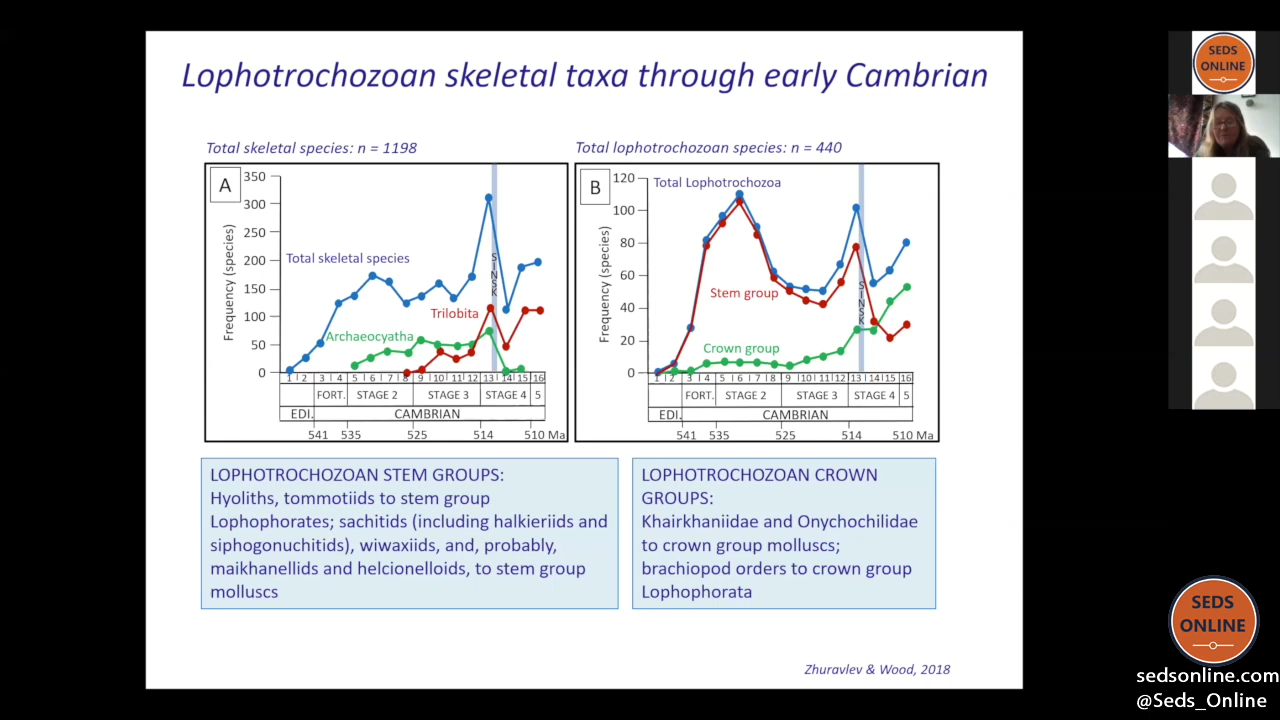 Lophotrochozoan skeletal taxa through early Cambrian
Total skeletal species: n = 1198
A
350
300
250
200
150
100
50
0
Frequency (species)
Total skeletal species
Trilobita
Archaeocyatha
SINSK
1 2 3 4 5 6 7 8 9 10 11 12 13 14 15 16
FORT. STAGE 2 STAGE 3 STAGE 4 5
EDI. CAMBRIAN
541 535 525 514 510 Ma
Total lophotrochozoan species: n = 440
B
120
100
80
60
40
20
0
Frequency (species)
Total Lophotrochozoa
Stem group
Crown group
SINSK
1 2 3 4 5 6 7 8 9 10 11 12 13 14 15 16
FORT. STAGE 2 STAGE 3 STAGE 4 5
EDI. CAMBRIAN
541 535 525 514 510 Ma
LOPHOTROCHOZOAN STEM GROUPS:
Hyoliths, tommotiids to stem group
Lophophorates; sachitids (including halkieriids and
siphogonuchitids), wiwaxiids, and, probably,
maikhanellids and helcionelloids, to stem group
molluscs
LOPHOTROCHOZOAN CROWN
GROUPS:
Khairkhaniidae and Onychochilidae
to crown group molluscs;
brachiopod orders to crown group
Lophophorata
Zhuravlev & Wood, 2018
SEDS
ONLINE
SEDS
ONLINE
sedsonline.com
@Seds_Online